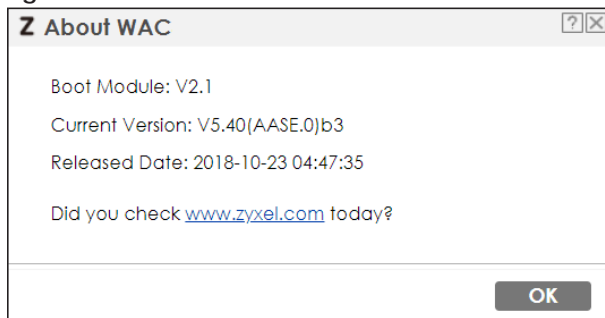 Z About WAC
Boot Module: V2.1
Current Version: V5.40(AASE.0)b3
Released Date: 2018-10-23 04:47:35
Did you check www.zyxel.com today?
OK